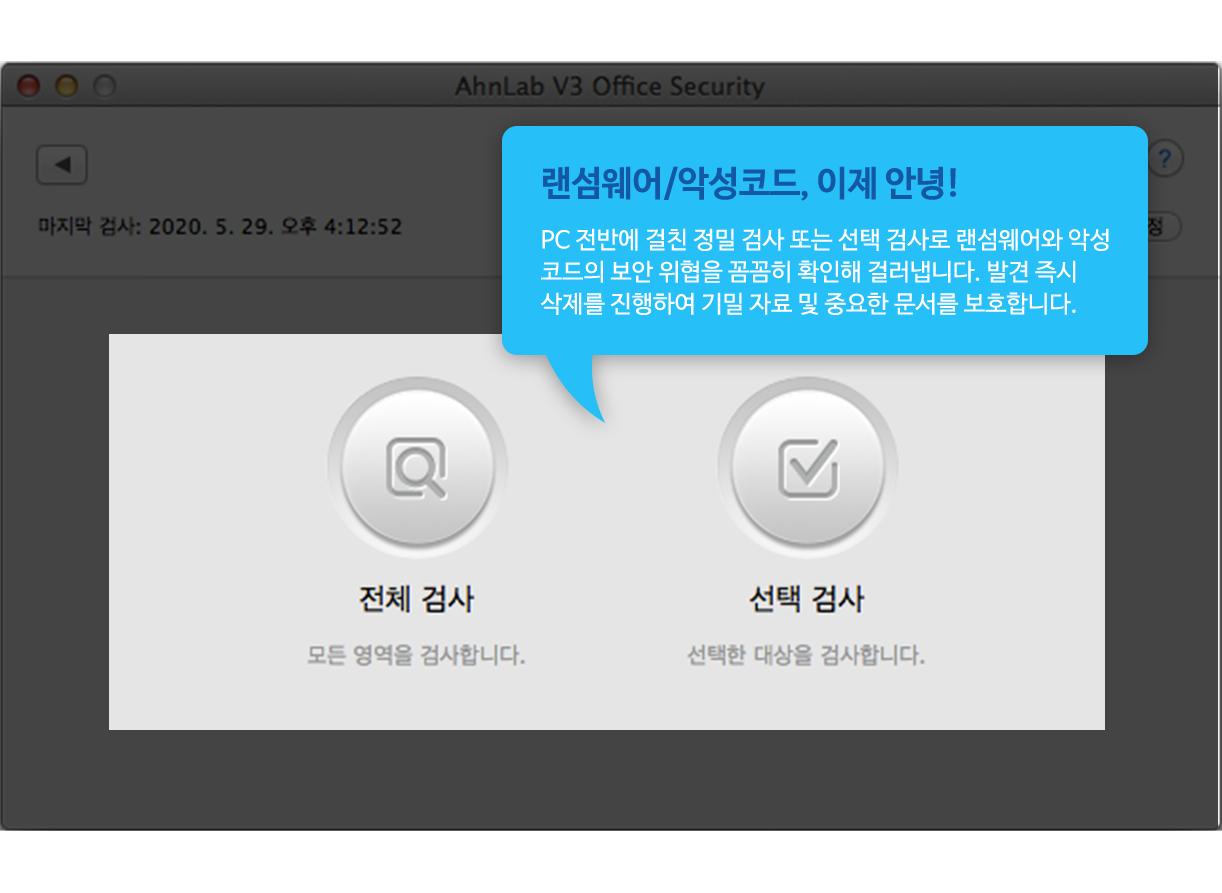 AhnLab V3 Office Security
랜섬웨어/악성코드, 이제 안녕!
?
마지막 검사: 2020. 5. 29. 오후 4:12:52
정
PC 전반에 걸친 정밀 검사 또는 선택 검사로 랜섬웨어와 악성
코드의 보안 위협을 꼼꼼히 확인해 걸러냅니다. 발견 즉시
삭제를 진행하여 기밀 자료 및 중요한 문서를 보호합니다.
전체 검사
선택 검사
모든 영역을 검사합니다.
선택한 대상을 검사합니다.